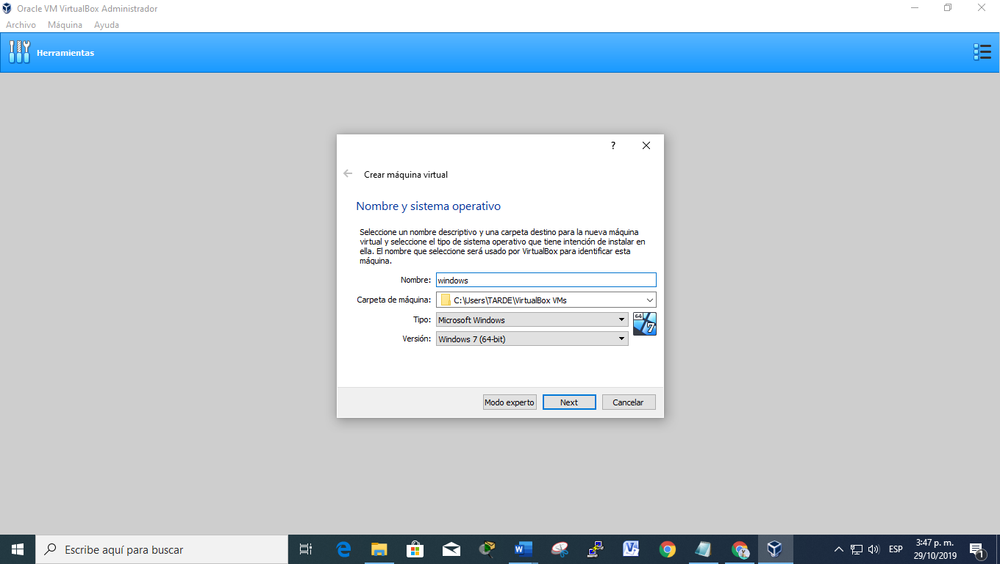 Oracle VM VirtualBox Administrador
Archivo Máquina Ayuda
Herramientas
?
Crear máquina virtual
Nombre y sistema operativo
Seleccione un nombre descriptivo y una carpeta destino para la nueva máquina
virtual y seleccione el tipo de sistema operativo que tiene intención de instalar en
ella. El nombre que seleccione será usado por VirtualBox para identificar esta
máquina.
Nombre: windows
Carpeta de máquina: C:\Users\TARDE\VirtualBox VMs
Tipo: Microsoft Windows
64
7
Versión: Windows 7 (64-bit)
Modo experto Next Cancelar
Escribe aquí para buscar
ESP
3:47 p. m.
29/10/2019
1